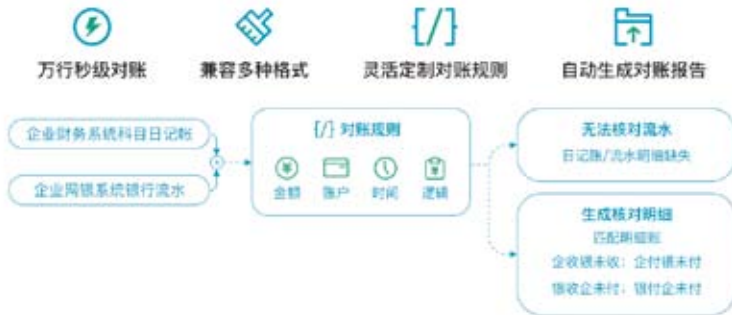 万行秒级对账
兼容多种格式
灵活定制对账规则
自动生成对账报告
企业财务系统科目日记帐
企业网银系统银行流水
{/} 对账规则
金额
账户
时间
逻辑
无法核对流水
日记账/流水明细缺失
生成核对明细
匹配明细账
企收银未收；企付银未付
银收企未付，银付企未付